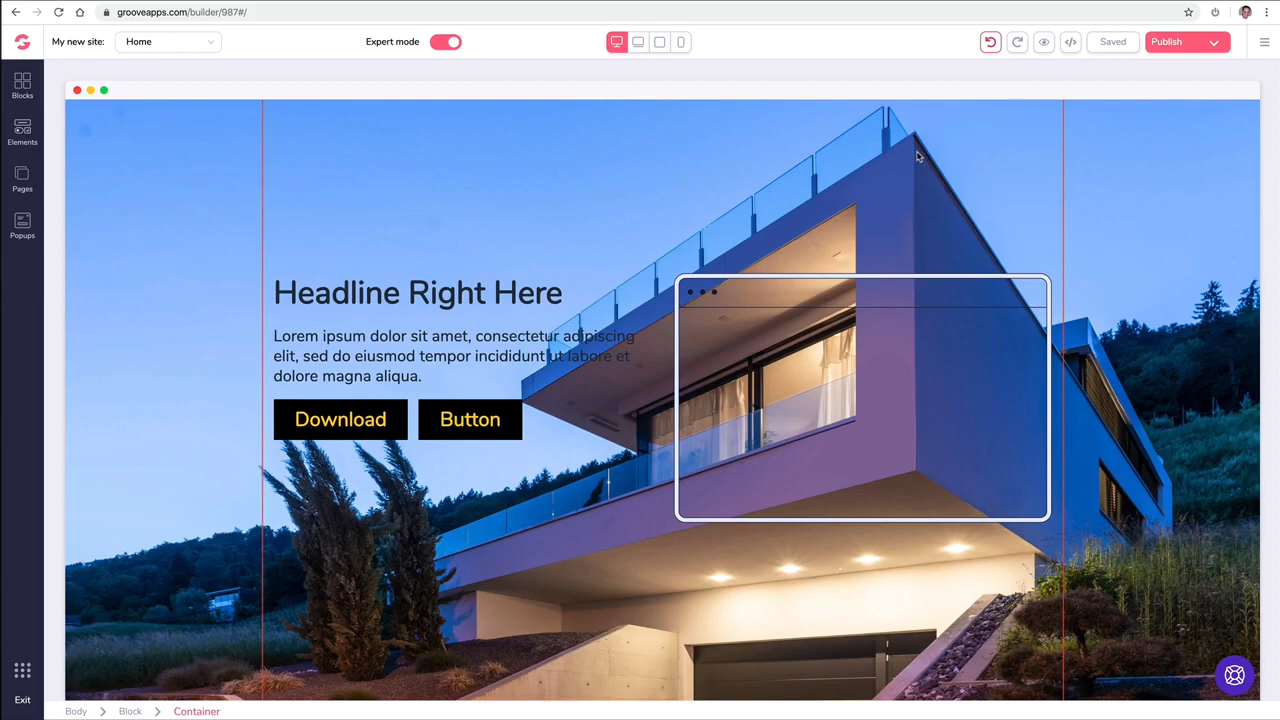 grooveapps.com/builder/987#/
My new site:
Home
Expert mode
Saved
Publish
Blocks
Elements
Pages
Popups
Exit
Headline Right Here
Lorem ipsum dolor sit amet, consectetur adipiscing
elit, sed do eiusmod tempor incididunt ut labore et
dolore magna aliqua.
Download
Button
Body
Block
Container